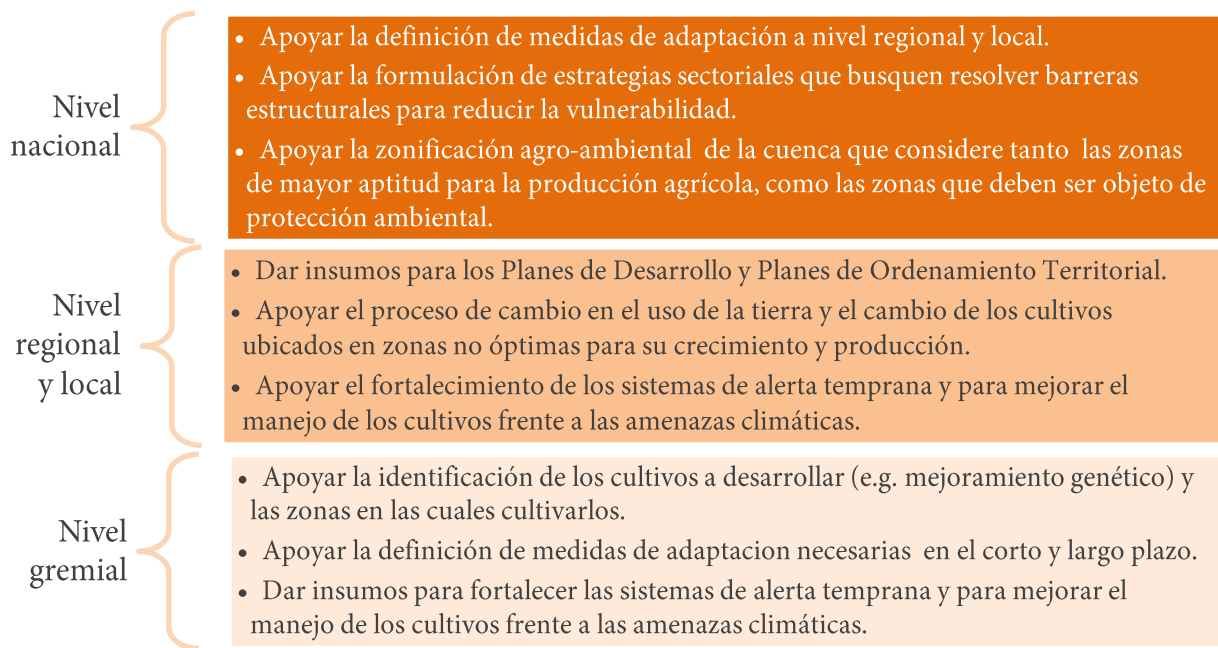 Nivel
nacional
• Apoyar la definición de medidas de adaptación a nivel regional y local.
• Apoyar la formulación de estrategias sectoriales que busquen resolver barreras
estructurales para reducir la vulnerabilidad.
• Apoyar la zonificación agro-ambiental de la cuenca que considere tanto las zonas
de mayor aptitud para la producción agrícola, como las zonas que deben ser objeto de
protección ambiental.
Nivel
regional
y local
• Dar insumos para los Planes de Desarrollo y Planes de Ordenamiento Territorial.
• Apoyar el proceso de cambio en el uso de la tierra y el cambio de los cultivos
ubicados en zonas no óptimas para su crecimiento y producción.
• Apoyar el fortalecimiento de los sistemas de alerta temprana y para mejorar el
manejo de los cultivos frente a las amenazas climáticas.
Nivel
gremial
• Apoyar la identificación de los cultivos a desarrollar (e.g. mejoramiento genético) y
las zonas en las cuales cultivarlos.
• Apoyar la definición de medidas de adaptacion necesarias en el corto y largo plazo.
• Dar insumos para fortalecer las sistemas de alerta temprana y para mejorar el
manejo de los cultivos frente a las amenazas climáticas.